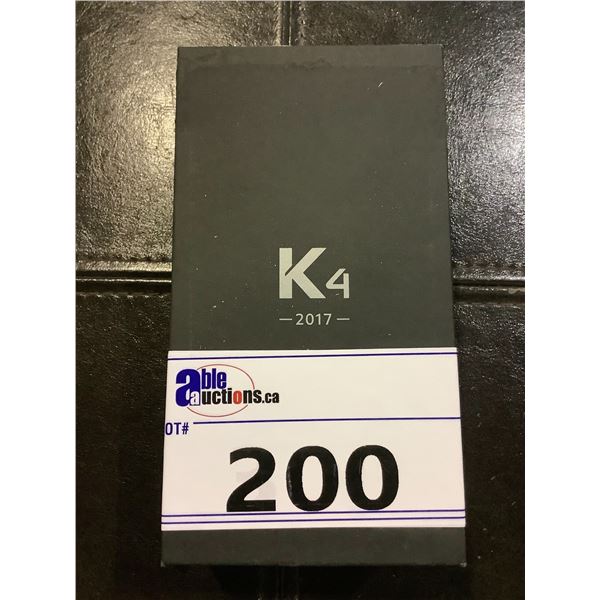 K4
—2017—
able
auctions.ca
OT#
200